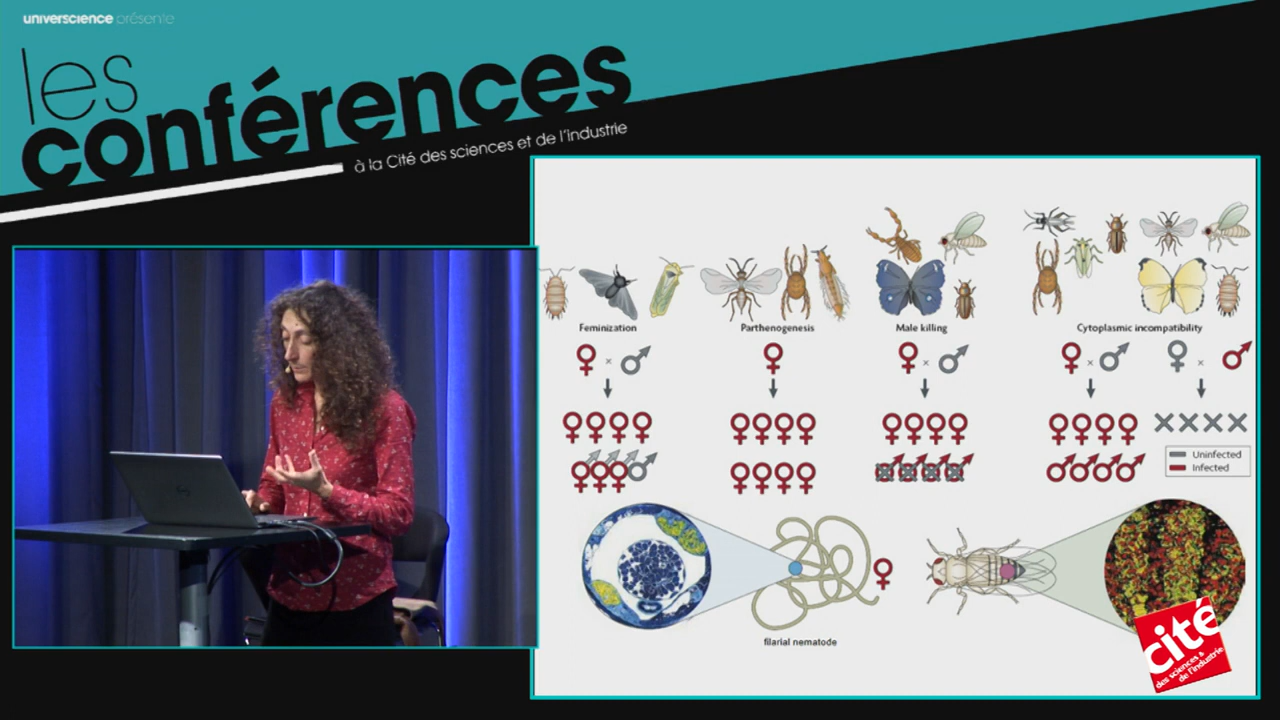 universcience présente
les
conférences
à la Cité des sciences et de l'industrie
Feminization
Parthenogenesis
Male killing
Cytoplasmic incompatibility
Uninfected
Infected
filarial nematode
cité
des sciences &
de l'industrie